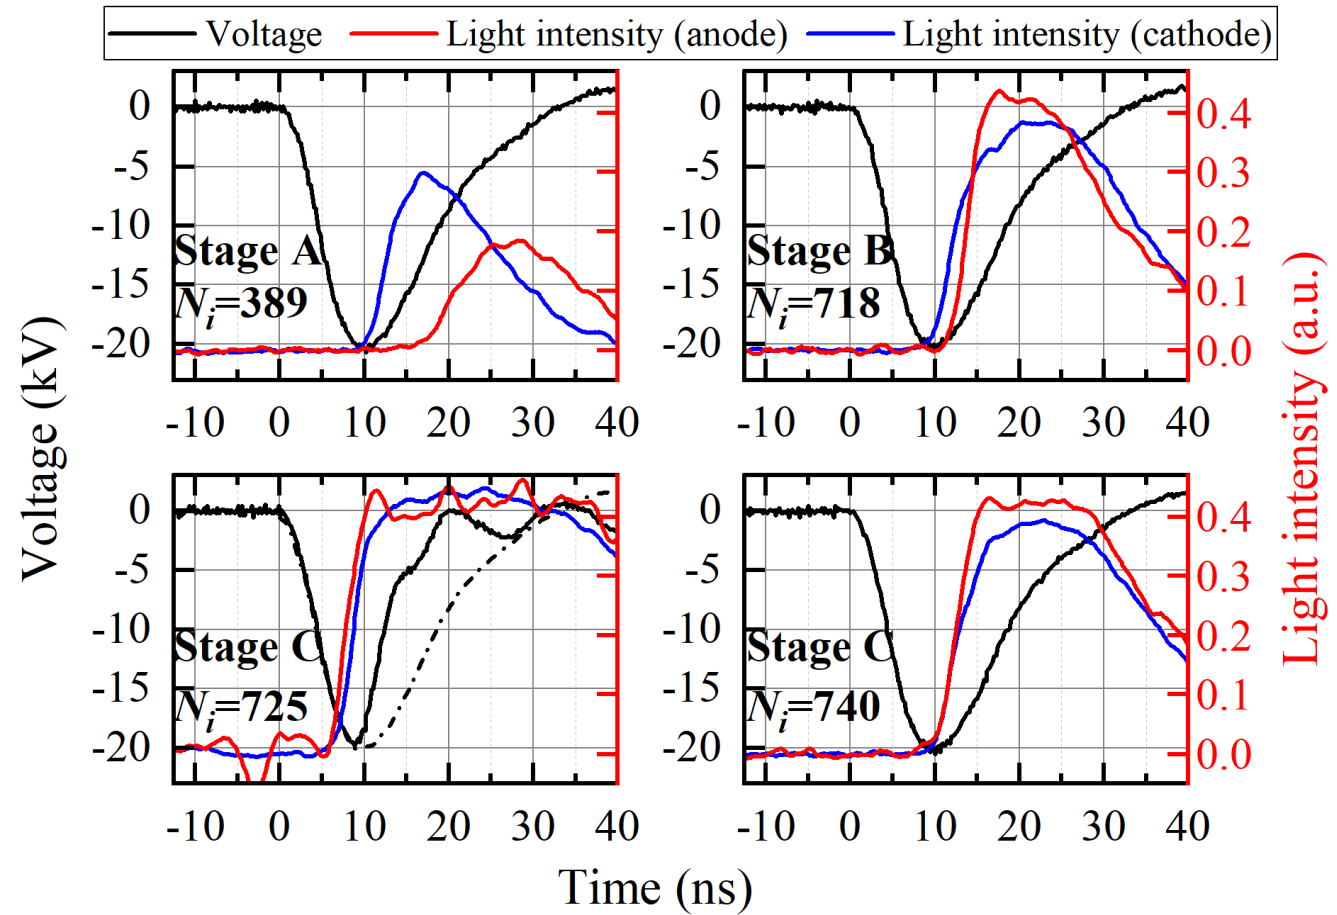 Voltage Light intensity (anode) Light intensity (cathode)
0
-5
-10
-15
-20
Stage A
Ni=389
-10 0 10 20 30 40
0
-5
-10
-15
-20
Stage B
Ni=718
0.4
0.3
0.2
0.1
0.0
-10 0 10 20 30 40
0
-5
-10
-15
-20
Stage C
Ni=725
-10 0 10 20 30 40
0
-5
-10
-15
-20
Stage C
Ni=740
0.4
0.3
0.2
0.1
0.0
-10 0 10 20 30 40
Voltage (kV)
Light intensity (a.u.)
Time (ns)